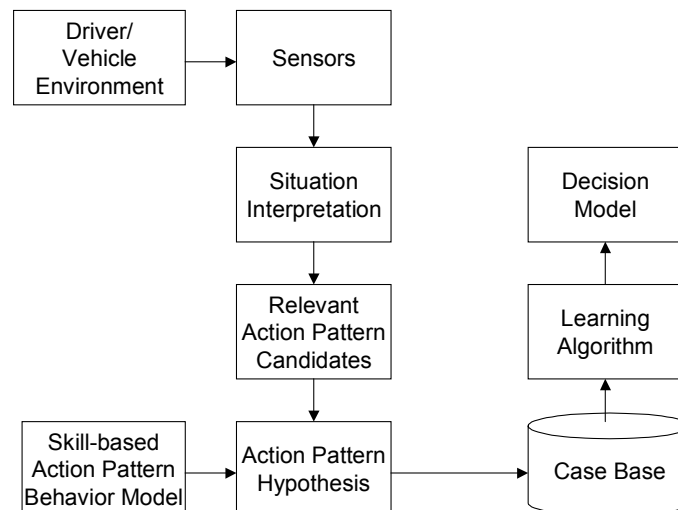 Driver/
Vehicle
Environment
Sensors
Situation
Interpretation
Decision
Model
Relevant
Action Pattern
Candidates
Learning
Algorithm
Skill-based
Action Pattern
Behavior Model
Action Pattern
Hypothesis
Case Base